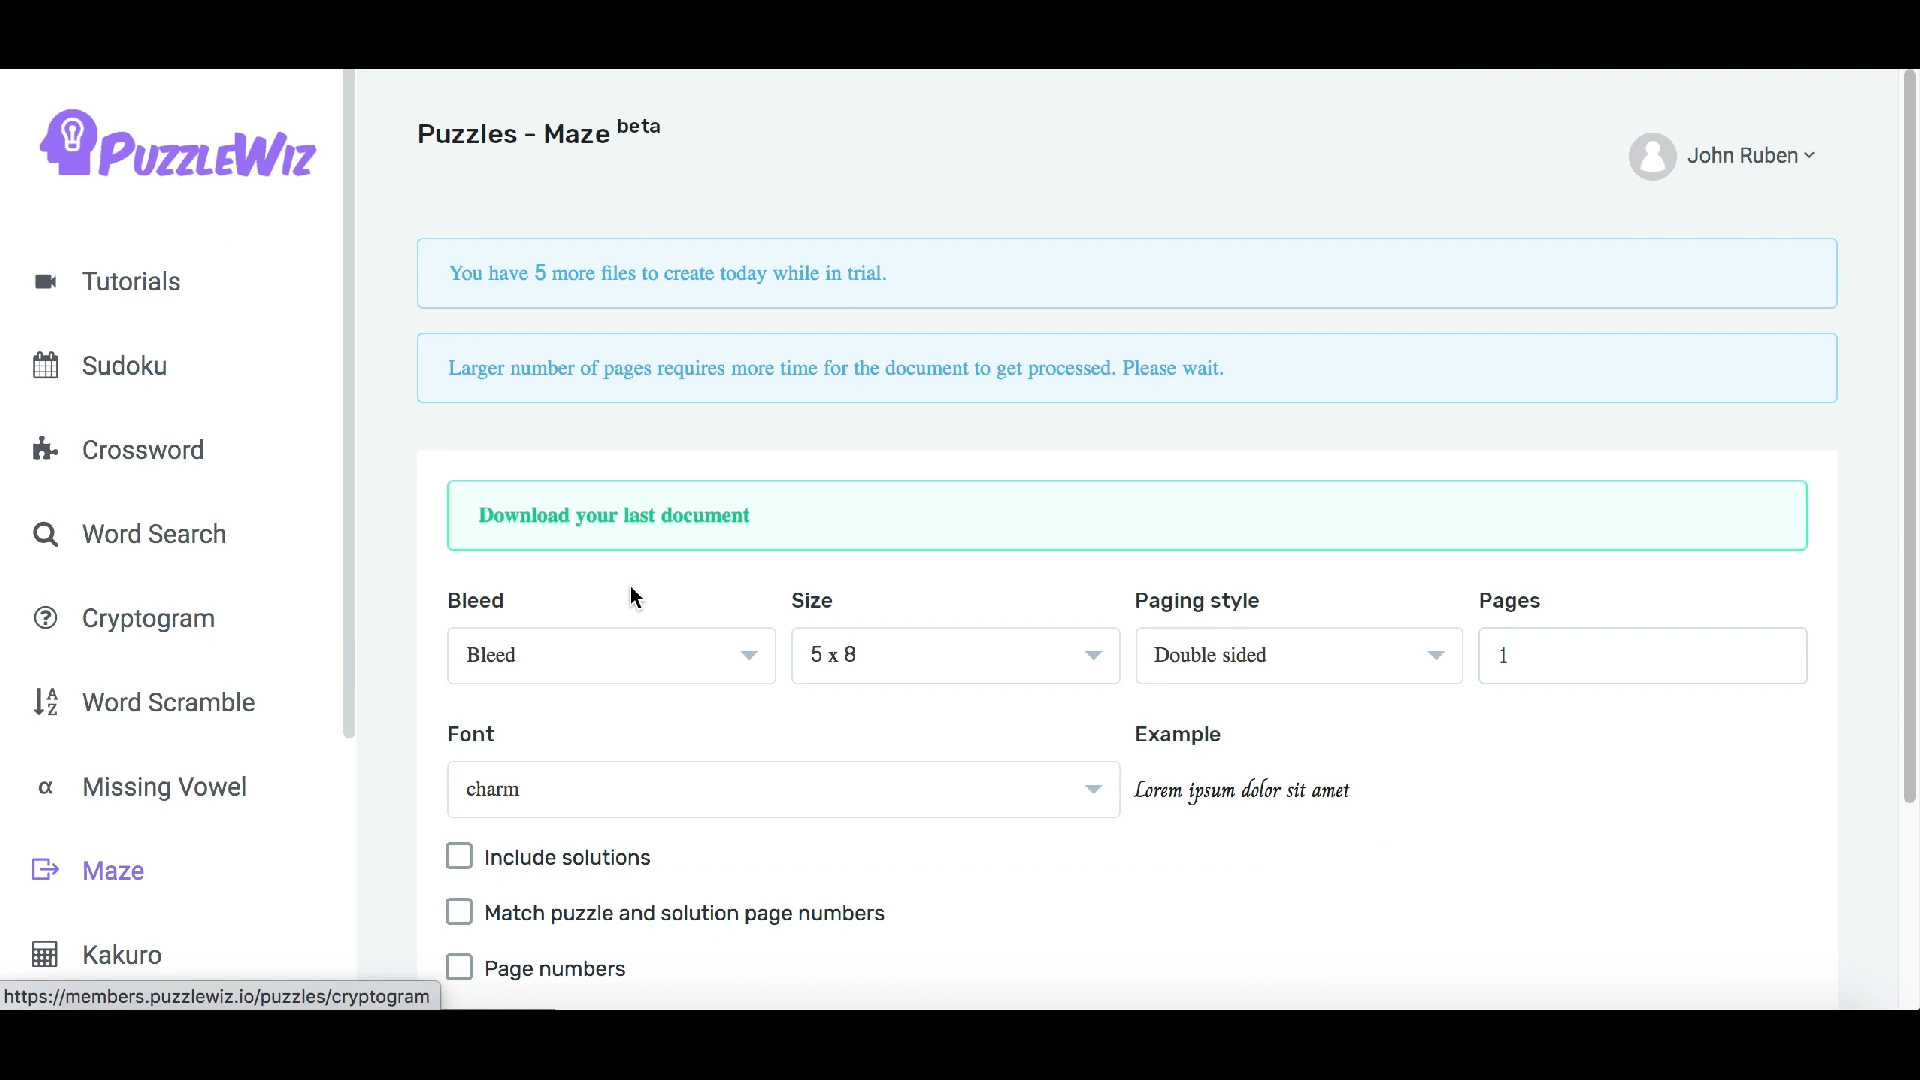 PUZZLEWIZ
Tutorials
Sudoku
Crossword
Word Search
Cryptogram
Word Scramble
Missing Vowel
Maze
Kakuro
https://members.puzzlewiz.io/puzzles/cryptogram
Puzzles - Maze beta
John Ruben
You have 5 more files to create today while in trial.
Larger number of pages requires more time for the document to get processed. Please wait.
Download your last document
Bleed Size Paging style Pages
Bleed 5 x 8 Double sided 1
Font Example
charm Lorem ipsum dolor sit amet
Include solutions
Match puzzle and solution page numbers
Page numbers